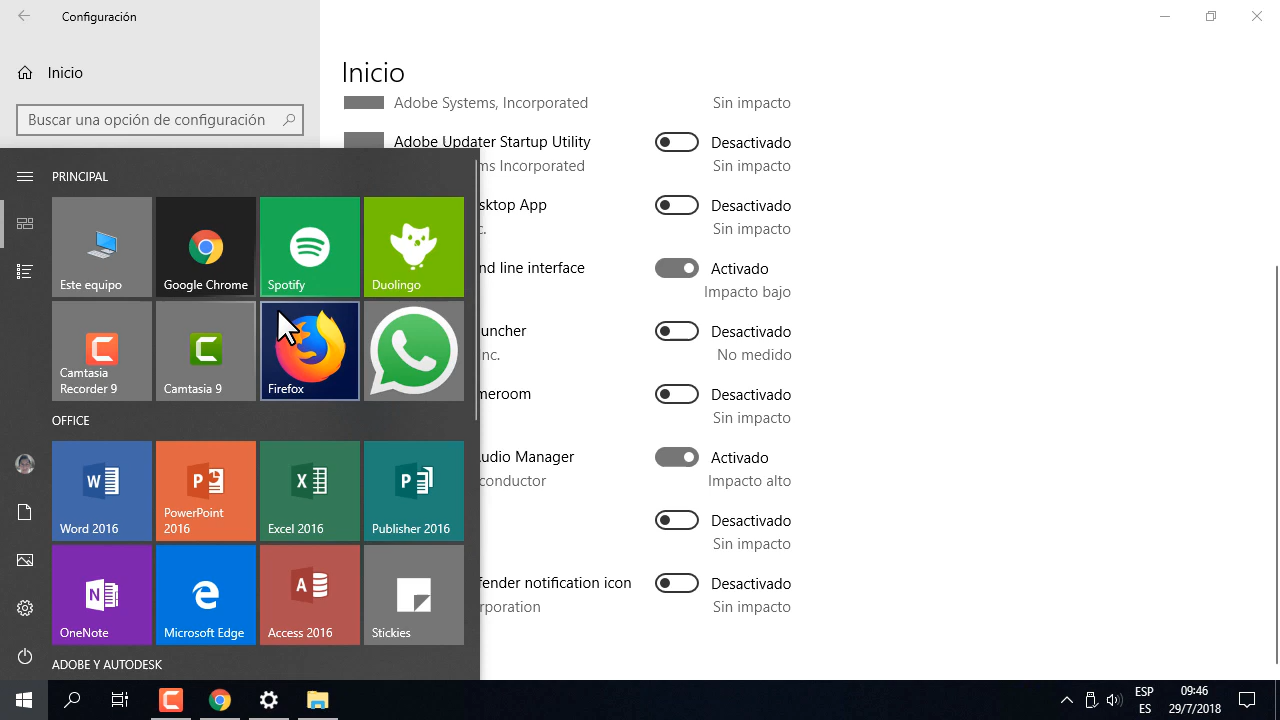 Configuración
Inicio
Buscar una opción de configuración
Inicio
Adobe Systems, Incorporated
Sin impacto
Adobe Updater Startup Utility
Desactivado
ms Incorporated
Sin impacto
sktop App
Desactivado
c.
Sin impacto
nd line interface
Activado
Impacto bajo
uncher
Desactivado
nc.
No medido
meroom
Desactivado
Sin impacto
udio Manager
Activado
conductor
Impacto alto
Desactivado
Sin impacto
fender notification icon
Desactivado
rporation
Sin impacto
PRINCIPAL
Este equipo
Google Chrome
Spotify
Duolingo
Camtasia
Recorder 9
Camtasia 9
Firefox
OFFICE
Word 2016
PowerPoint
2016
Excel 2016
Publisher 2016
OneNote
Microsoft Edge
Access 2016
Stickies
ADOBE Y AUTODESK
ESP
ES
09:46
29/7/2018